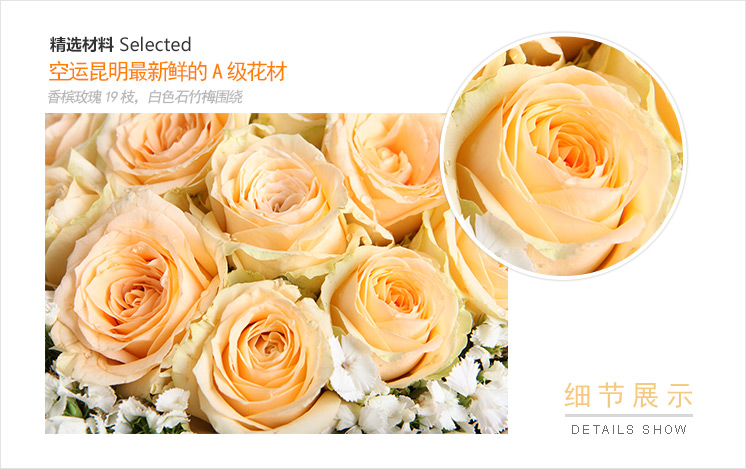 精选材料 Selected
空运昆明最新鲜的 A 级花材
香槟玫瑰 19 枝，白色石竹梅围绕
细节展示
DETAILS SHOW